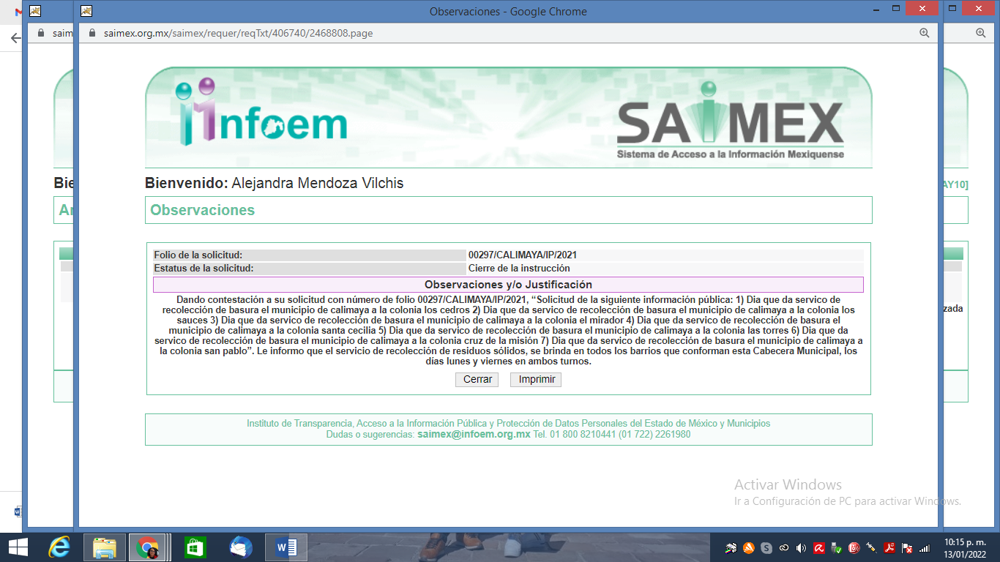 Observaciones - Google Chrome
saim
saimex.org.mx/saimex/requer/reqTxt/406740/2468808.page
infoem
SAIMEX
Sistema de Acceso a la Información Mexiquense
Bie
Bienvenido: Alejandra Mendoza Vilchis
AY10]
Ar
Observaciones
Folio de la solicitud: 00297/CALIMAYA/IP/2021
Estatus de la solicitud: Cierre de la instrucción
Observaciones y/o Justificación
Dando contestación a su solicitud con número de folio 00297/CALIMAYA/IP/2021, “Solicitud de la siguiente información pública: 1) Dia que da servico de
recolección de basura el municipio de calimaya a la colonia los cedros 2) Dia que da servico de recolección de basura el municipio de calimaya a la colonia los
sauces 3) Dia que da servico de recolección de basura el municipio de calimaya a la colonia el mirador 4) Dia que da servico de recolección de basura el
municipio de calimaya a la colonia santa cecilia 5) Dia que da servico de recolección de basura el municipio de calimaya a la colonia las torres 6) Dia que da
servico de recolección de basura el municipio de calimaya a la colonia cruz de la misión 7) Dia que da servico de recolección de basura el municipio de calimaya a
la colonia san pablo”. Le informo que el servicio de recolección de residuos sólidos, se brinda en todos los barrios que conforman esta Cabecera Municipal, los
días lunes y viernes en ambos turnos.
zada
Cerrar Imprimir
Instituto de Transparencia, Acceso a la Información Pública y Protección de Datos Personales del Estado de México y Municipios
Dudas o sugerencias: saimex@infoem.org.mx Tel. 01 800 8210441 (01 722) 2261980
Activar Windows
Ir a Configuración de PC para activar Windows.
10:15 p. m.
13/01/2022